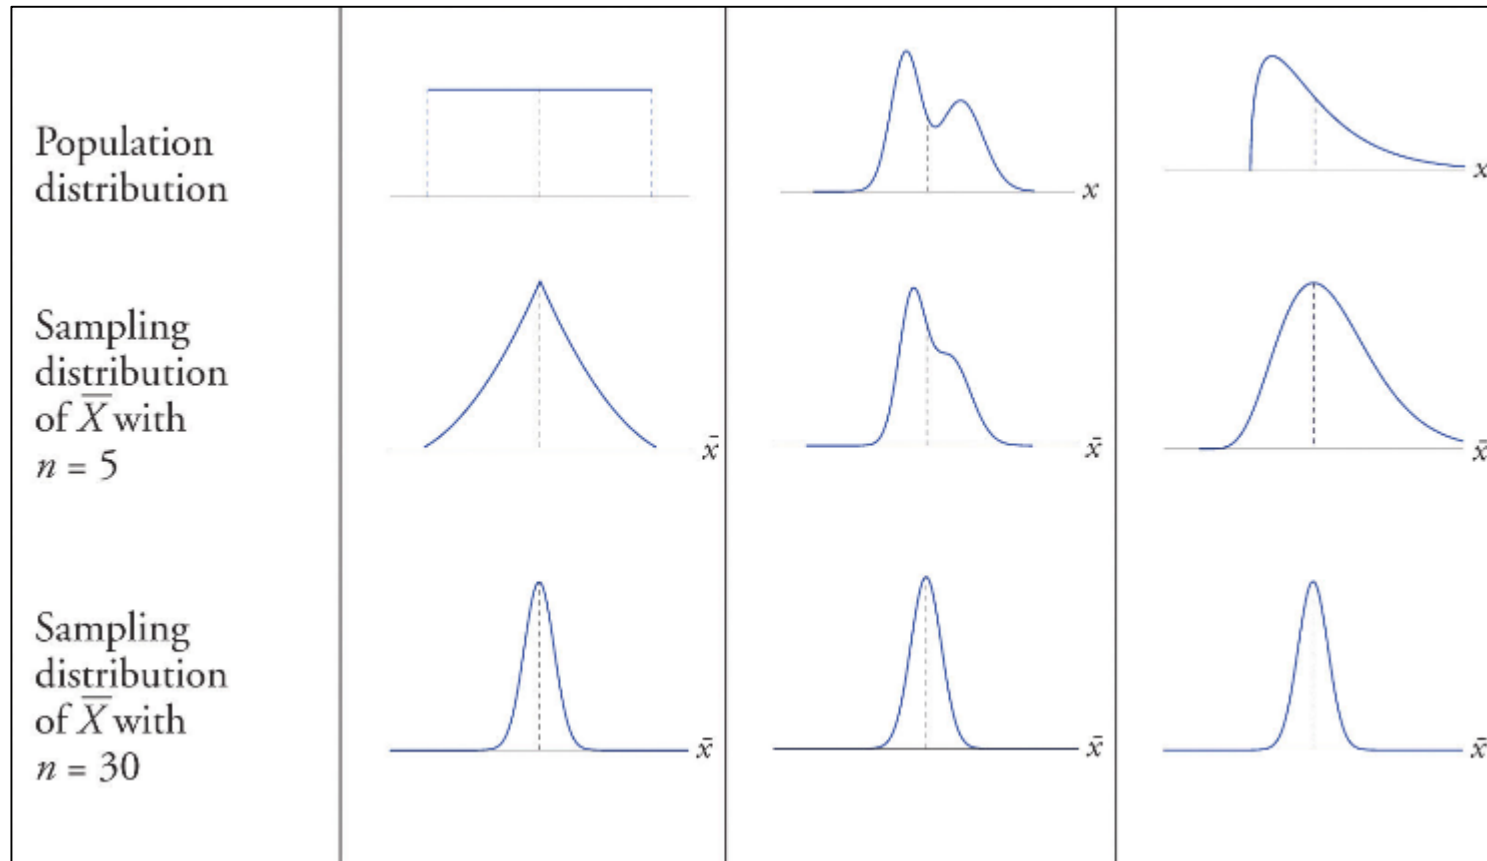 Population
distribution
x
x
Sampling
distribution
of X̅ with
n = 5
x̄
x̄
x̄
Sampling
distribution
of X̅ with
n = 30
x̄
x̄
x̄